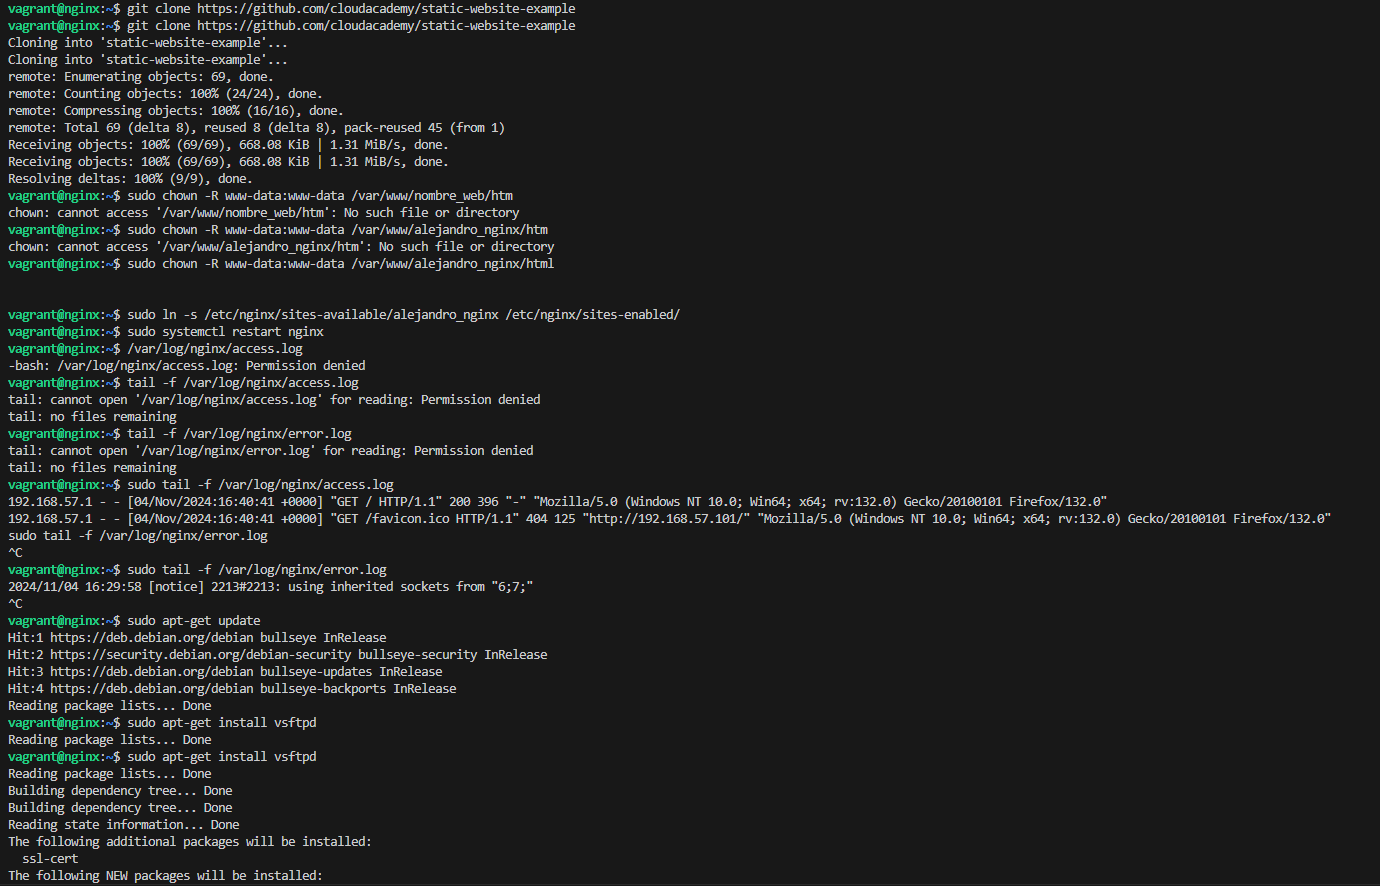 vagrant@nginx:~$ git clone https://github.com/cloudacademy/static-website-example
vagrant@nginx:~$ git clone https://github.com/cloudacademy/static-website-example
Cloning into 'static-website-example'...
Cloning into 'static-website-example'...
remote: Enumerating objects: 69, done.
remote: Counting objects: 100% (24/24), done.
remote: Compressing objects: 100% (16/16), done.
remote: Total 69 (delta 8), reused 8 (delta 8), pack-reused 45 (from 1)
Receiving objects: 100% (69/69), 668.08 KiB | 1.31 MiB/s, done.
Receiving objects: 100% (69/69), 668.08 KiB | 1.31 MiB/s, done.
Resolving deltas: 100% (9/9), done.
vagrant@nginx:~$ sudo chown -R www-data:www-data /var/www/nombre_web/htm
chown: cannot access '/var/www/nombre_web/htm': No such file or directory
vagrant@nginx:~$ sudo chown -R www-data:www-data /var/www/alejandro_nginx/htm
chown: cannot access '/var/www/alejandro_nginx/htm': No such file or directory
vagrant@nginx:~$ sudo chown -R www-data:www-data /var/www/alejandro_nginx/html
vagrant@nginx:~$ sudo ln -s /etc/nginx/sites-available/alejandro_nginx /etc/nginx/sites-enabled/
vagrant@nginx:~$ sudo systemctl restart nginx
vagrant@nginx:~$ /var/log/nginx/access.log
-bash: /var/log/nginx/access.log: Permission denied
vagrant@nginx:~$ tail -f /var/log/nginx/access.log
tail: cannot open '/var/log/nginx/access.log' for reading: Permission denied
tail: no files remaining
vagrant@nginx:~$ tail -f /var/log/nginx/error.log
tail: cannot open '/var/log/nginx/error.log' for reading: Permission denied
tail: no files remaining
vagrant@nginx:~$ sudo tail -f /var/log/nginx/access.log
192.168.57.1 - - [04/Nov/2024:16:40:41 +0000] "GET / HTTP/1.1" 200 396 "-" "Mozilla/5.0 (Windows NT 10.0; Win64; x64; rv:132.0) Gecko/20100101 Firefox/132.0"
192.168.57.1 - - [04/Nov/2024:16:40:41 +0000] "GET /favicon.ico HTTP/1.1" 404 125 "http://192.168.57.101/" "Mozilla/5.0 (Windows NT 10.0; Win64; x64; rv:132.0) Gecko/20100101 Firefox/132.0"
sudo tail -f /var/log/nginx/error.log
^C
vagrant@nginx:~$ sudo tail -f /var/log/nginx/error.log
2024/11/04 16:29:58 [notice] 2213#2213: using inherited sockets from "6;7;"
^C
vagrant@nginx:~$ sudo apt-get update
Hit:1 https://deb.debian.org/debian bullseye InRelease
Hit:2 https://security.debian.org/debian-security bullseye-security InRelease
Hit:3 https://deb.debian.org/debian bullseye-updates InRelease
Hit:4 https://deb.debian.org/debian bullseye-backports InRelease
Reading package lists... Done
vagrant@nginx:~$ sudo apt-get install vsftpd
Reading package lists... Done
vagrant@nginx:~$ sudo apt-get install vsftpd
Reading package lists... Done
Building dependency tree... Done
Building dependency tree... Done
Reading state information... Done
The following additional packages will be installed:
  ssl-cert
The following NEW packages will be installed: